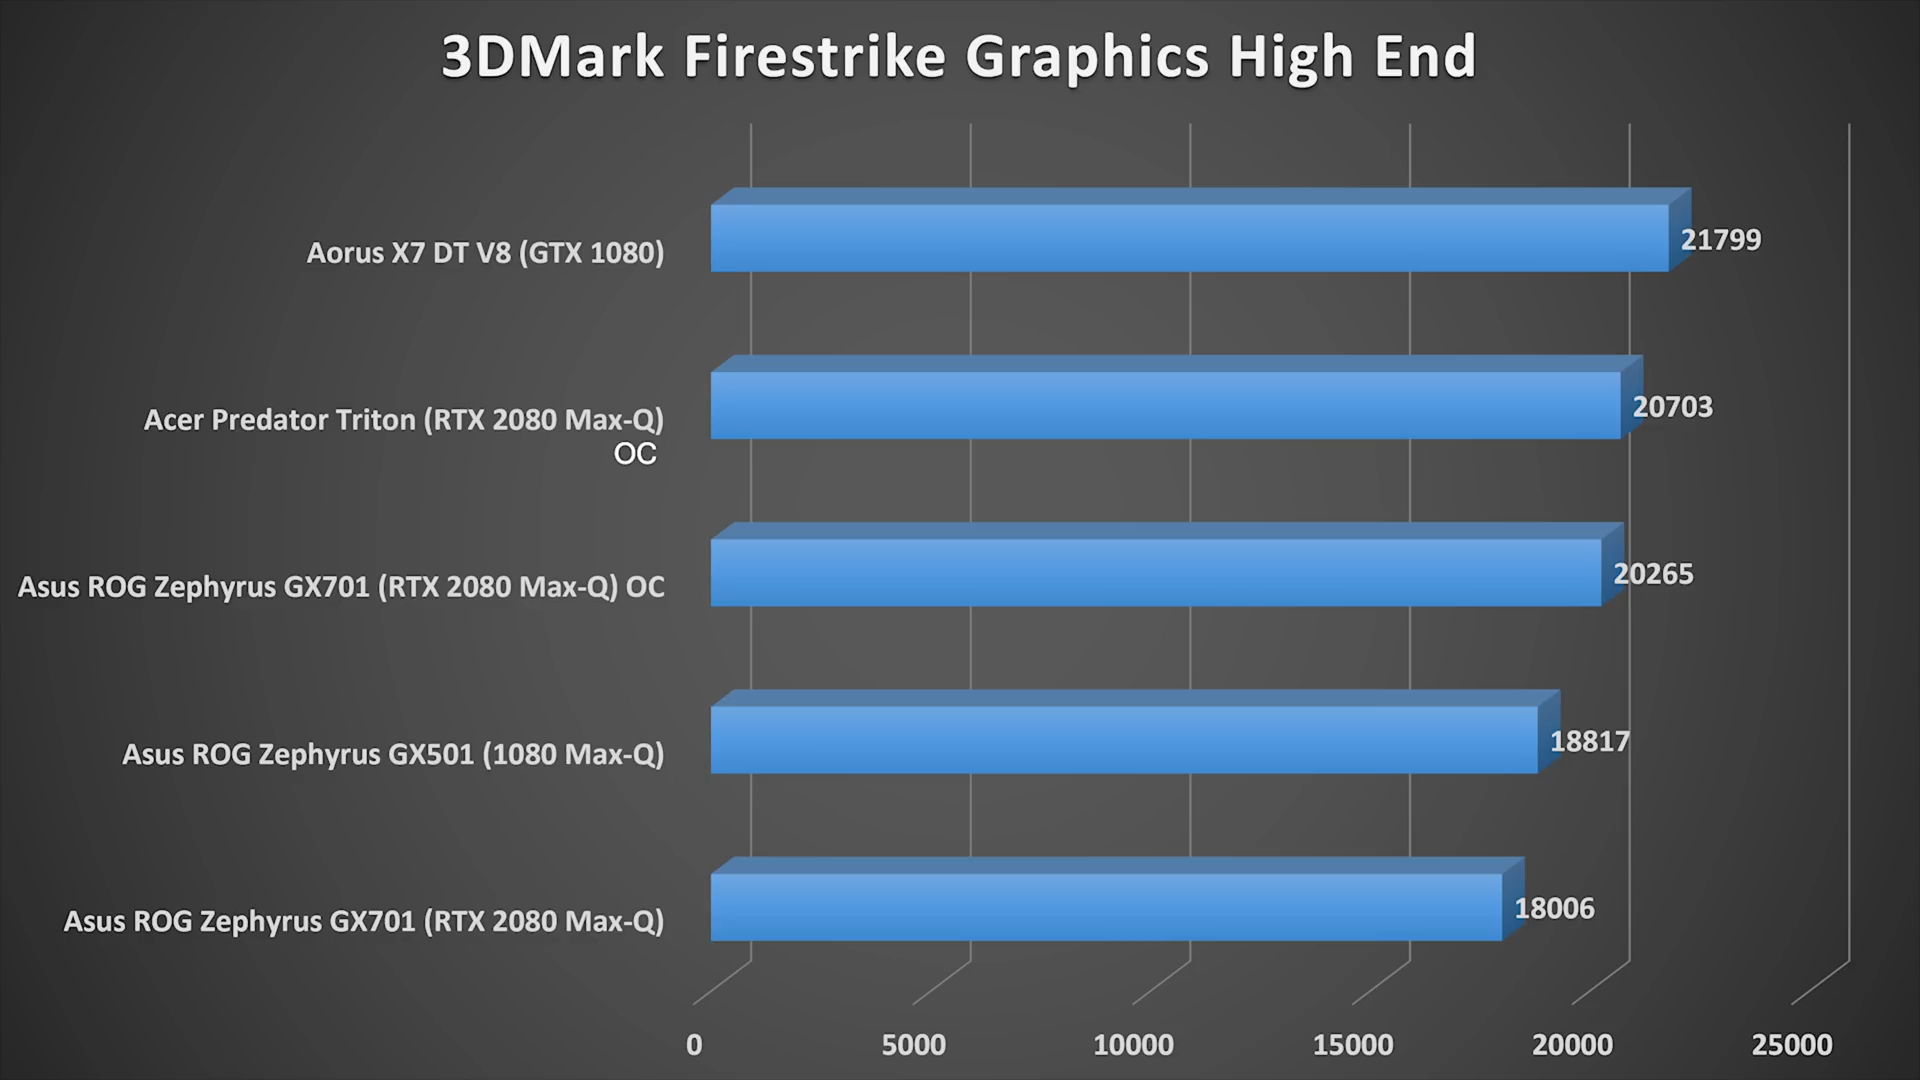 3DMark Firestrike Graphics High End
Aorus X7 DT V8 (GTX 1080)
21799
Acer Predator Triton (RTX 2080 Max-Q)
OC
20703
Asus ROG Zephyrus GX701 (RTX 2080 Max-Q) OC
20265
Asus ROG Zephyrus GX501 (1080 Max-Q)
18817
Asus ROG Zephyrus GX701 (RTX 2080 Max-Q)
18006
0 5000 10000 15000 20000 25000